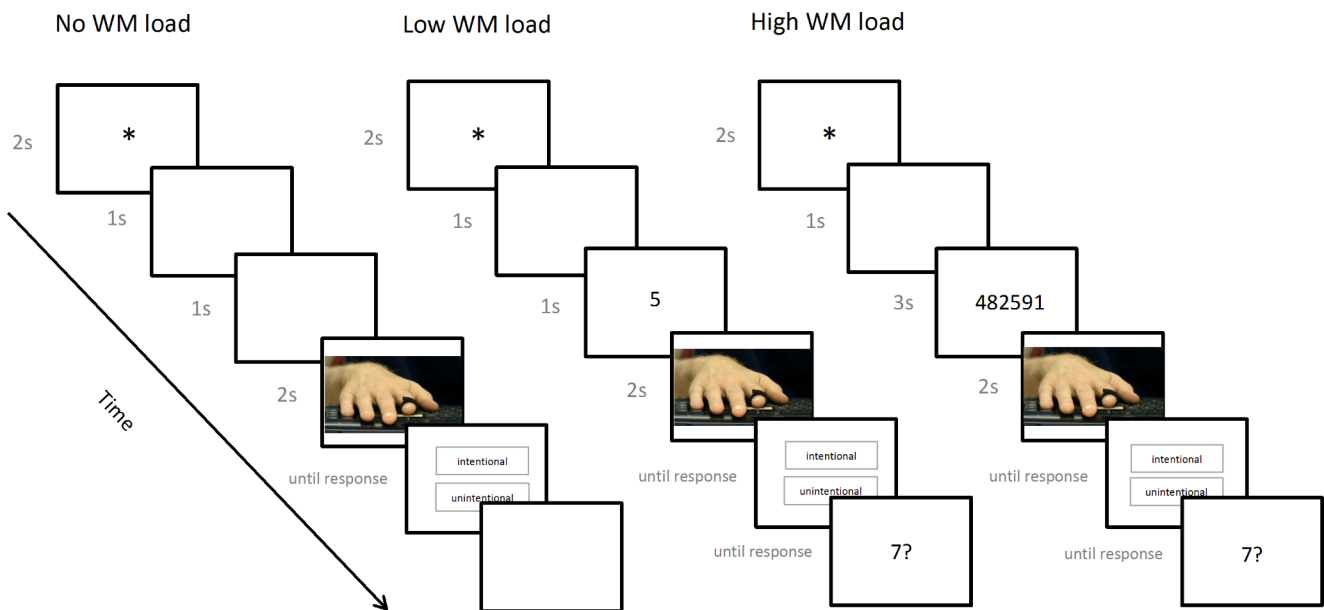 No WM load
Low WM load
High WM load
2s
*
2s
*
2s
*
1s
1s
1s
1s
1s
5
3s
482591
2s
2s
2s
Time
until response
intentional
unintentional
until response
intentional
unintentional
until response
intentional
unintentional
until response
7?
until response
7?